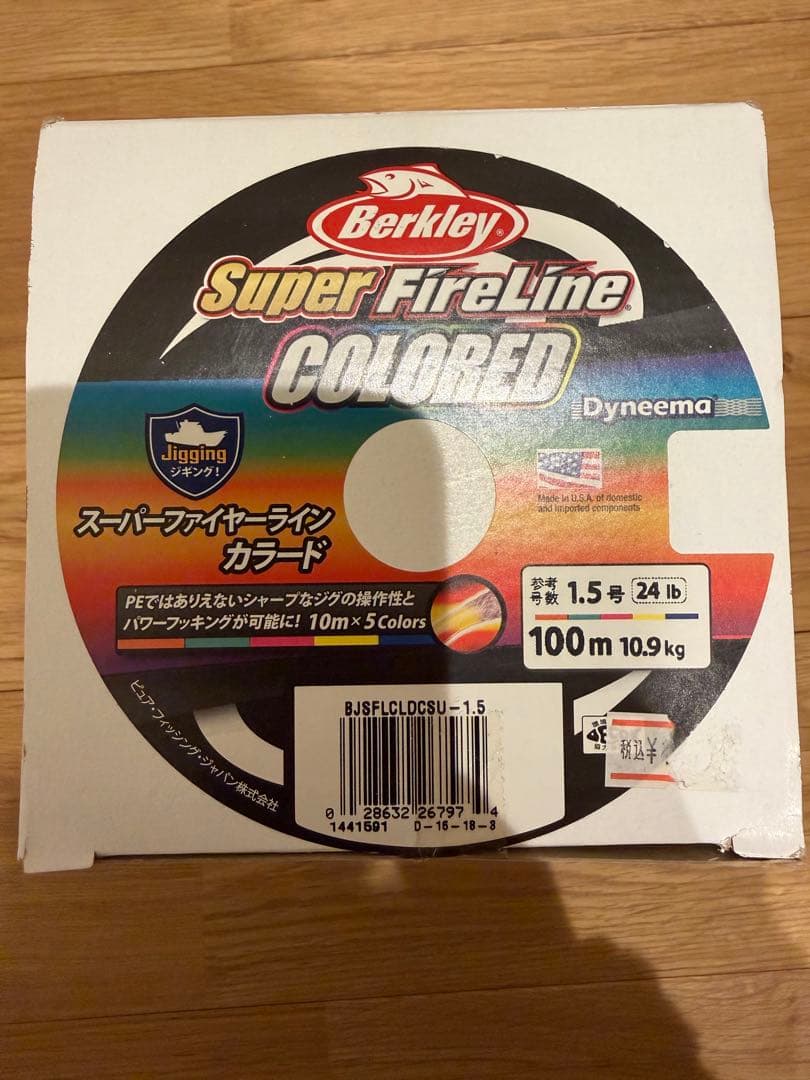 Berkley®
Super FireLine®
COLORED
Dyneema®
Jigging
ジギング!
Made in U.S.A. of domestic
and imported components
スーパーファイヤーライン
カラード
PEではありえないシャープなジグの操作性と
パワーフッキングが可能に! 10m×5Colors
参考
号数 1.5号 24 lb
100m 10.9kg
ピュア・フィッシング・ジャパン株式会社
BJSFLCLDCSU-1.5
0 28632 26797 4
1441591 D-16-18-3
税込¥